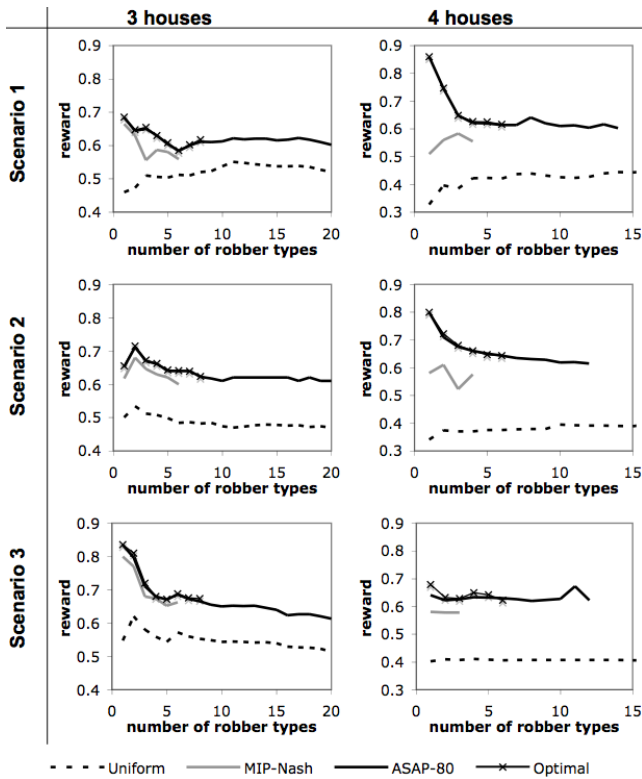 3 houses 4 houses
Scenario 1
reward
0.9
0.8
0.7
0.6
0.5
0.4
0 5 10 15 20
number of robber types
reward
0.9
0.8
0.7
0.6
0.5
0.4
0.3
0 5 10 15
number of robber types
Scenario 2
reward
0.9
0.8
0.7
0.6
0.5
0.4
0 5 10 15 20
number of robber types
reward
0.9
0.8
0.7
0.6
0.5
0.4
0.3
0 5 10 15
number of robber types
Scenario 3
reward
0.9
0.8
0.7
0.6
0.5
0.4
0 5 10 15 20
number of robber types
reward
0.9
0.8
0.7
0.6
0.5
0.4
0.3
0 5 10 15
number of robber types
Uniform MIP-Nash ASAP-80 Optimal